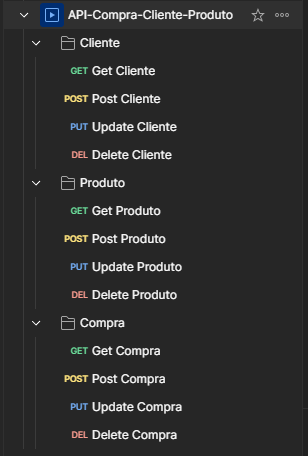 API-Compra-Cliente-Produto
Cliente
GET Get Cliente
POST Post Cliente
PUT Update Cliente
DEL Delete Cliente
Produto
GET Get Produto
POST Post Produto
PUT Update Produto
DEL Delete Produto
Compra
GET Get Compra
POST Post Compra
PUT Update Compra
DEL Delete Compra